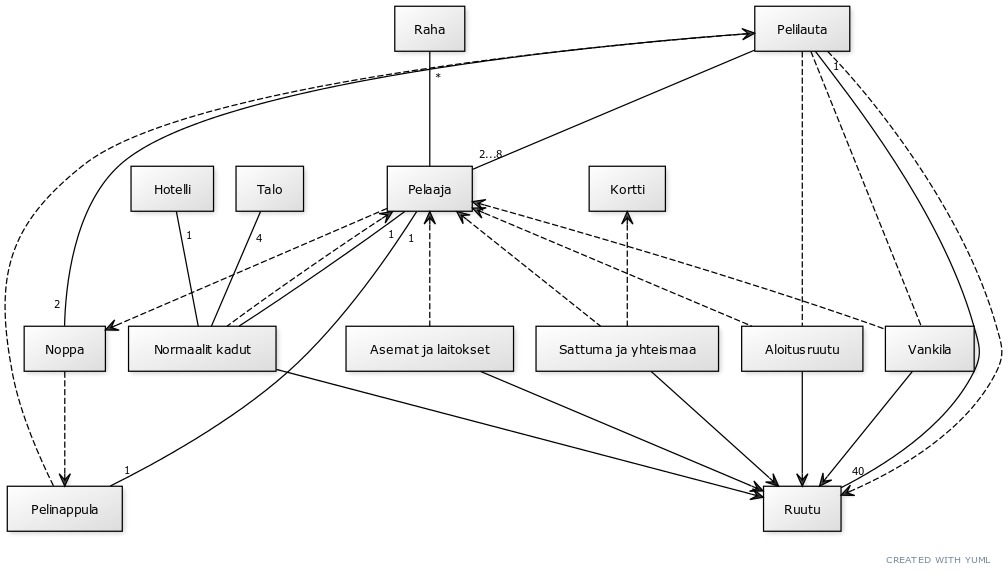 Raha
Pelilauta
*
1
2...8
Hotelli
Talo
Pelaaja
Kortti
1
4
1
1
2
Noppa
Normaalit kadut
Asemat ja laitokset
Sattuma ja yhteismaa
Aloitusruutu
Vankila
1
40
Pelinappula
Ruutu
CREATED WITH YUML